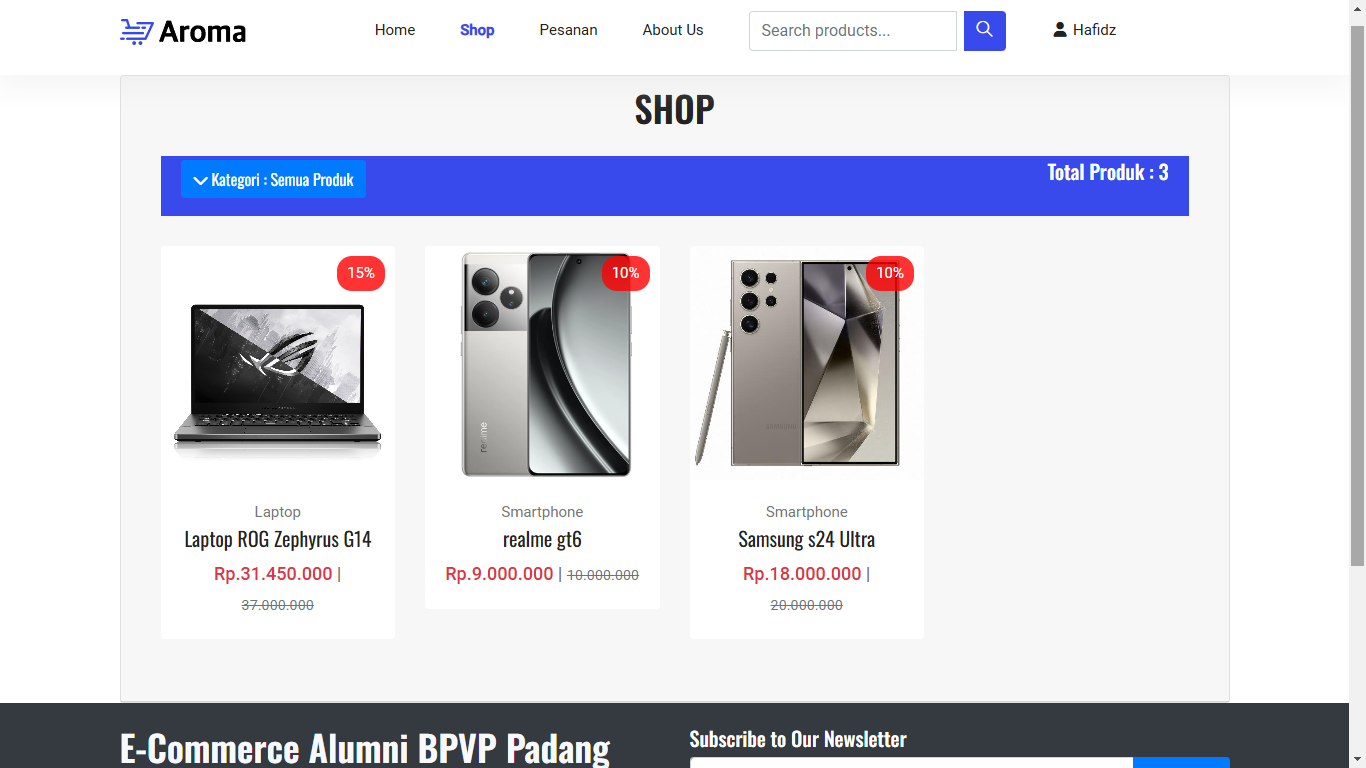 Aroma
Home
Shop
Pesanan
About Us
Search products...
Hafidz
SHOP
Kategori : Semua Produk
Total Produk : 3
15%
10%
10%
realme
SAMSUNG
Laptop
Laptop ROG Zephyrus G14
Rp.31.450.000 |
37.000.000
Smartphone
realme gt6
Rp.9.000.000 | 10.000.000
Smartphone
Samsung s24 Ultra
Rp.18.000.000 |
20.000.000
E-Commerce Alumni BPVP Padang
Subscribe to Our Newsletter